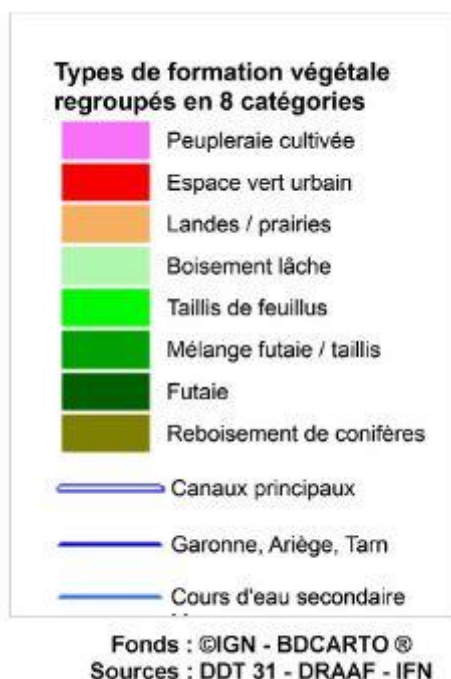 Types de formation végétale
regroupés en 8 catégories
Peupleraie cultivée
Espace vert urbain
Landes / prairies
Boisement lâche
Taillis de feuillus
Mélange futaie / taillis
Futaie
Reboisement de conifères
Canaux principaux
Garonne, Ariège, Tarn
Cours d'eau secondaire
Fonds : ©IGN - BDCARTO ®
Sources : DDT 31 - DRAAF - IFN